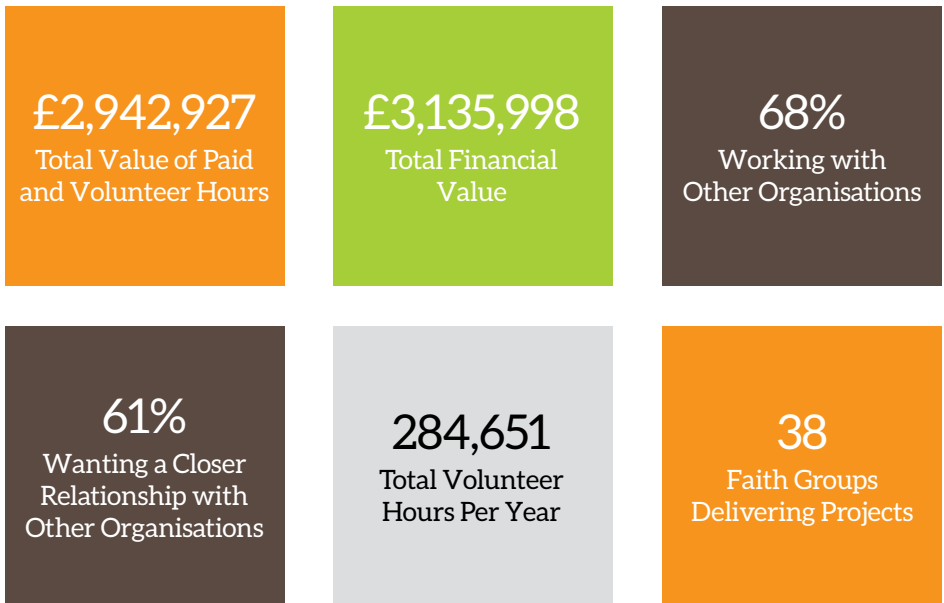 £2,942,927
Total Value of Paid
and Volunteer Hours
£3,135,998
Total Financial
Value
68%
Working with
Other Organisations
61%
Wanting a Closer
Relationship with
Other Organisations
284,651
Total Volunteer
Hours Per Year
38
Faith Groups
Delivering Projects